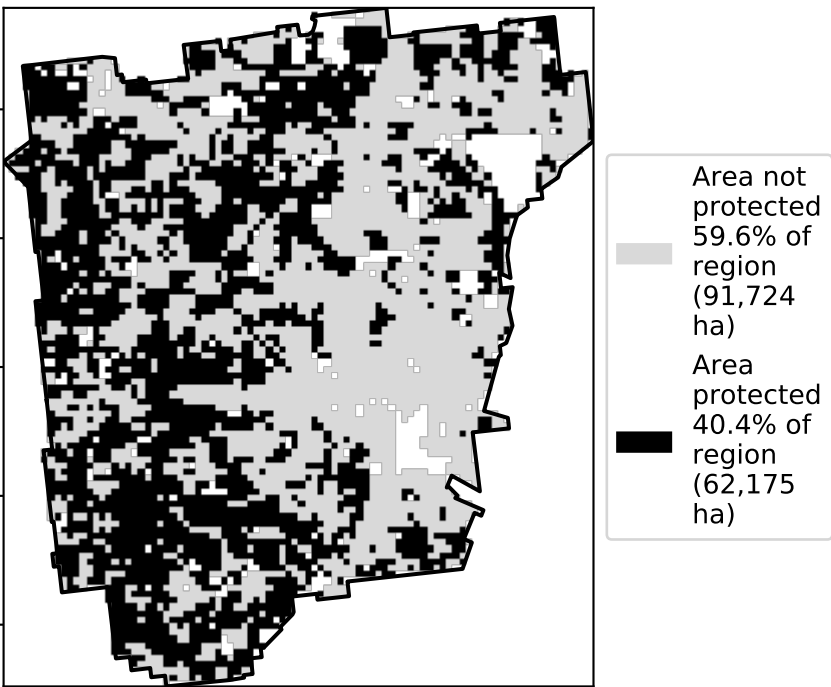 Area not
protected
59.6% of
region
(91,724
ha)
Area
protected
40.4% of
region
(62,175
ha)